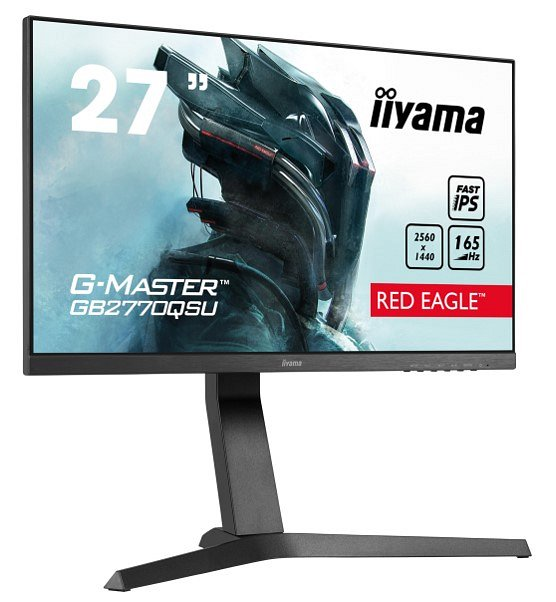 27"
iiyama
FAST
IPS
2560
x
1440
165
Hz
G-MASTER™
GB2770QSU
RED EAGLE™
iiyama